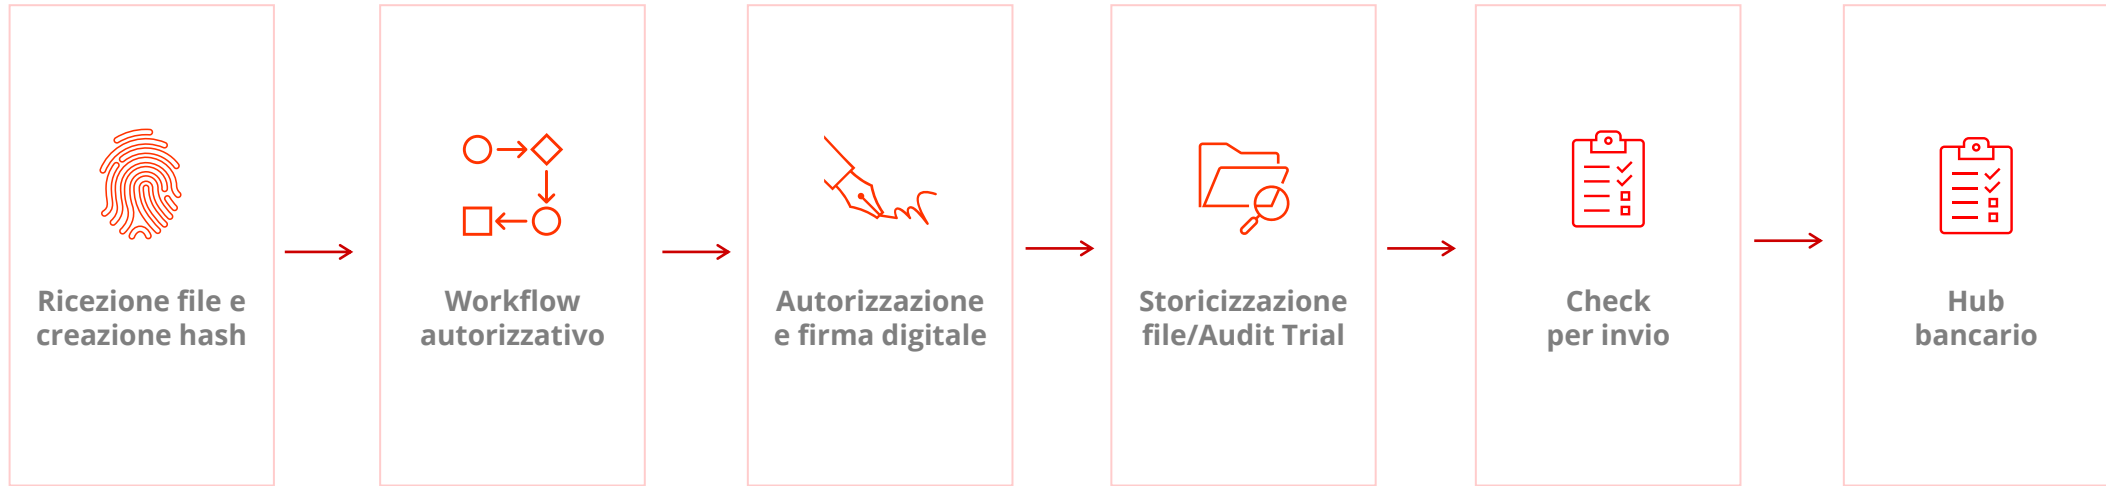 Ricezione file e
creazione hash
Workflow
autorizzativo
Autorizzazione
e firma digitale
Storicizzazione
file/Audit Trial
Check
per invio
Hub
bancario